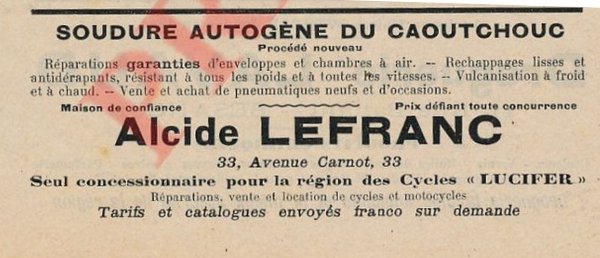 SOUDURE AUTOGÈNE DU CAOUTCHOUC
Procédé nouveau
Réparations garanties d'enveloppes et chambres à air. — Rechappages lisses et
antidérapants, résistant à tous les poids et à toutes les vitesses. — Vulcanisation à froid
et à chaud. — Vente et achat de pneumatiques neufs et d'occasions.
Maison de confiance Prix défiant toute concurrence
Alcide LEFRANC
33, Avenue Carnot, 33
Seul concessionnaire pour la région des Cycles « LUCIFER »
Réparations, vente et location de cycles et motocycles
Tarifs et catalogues envoyés franco sur demande